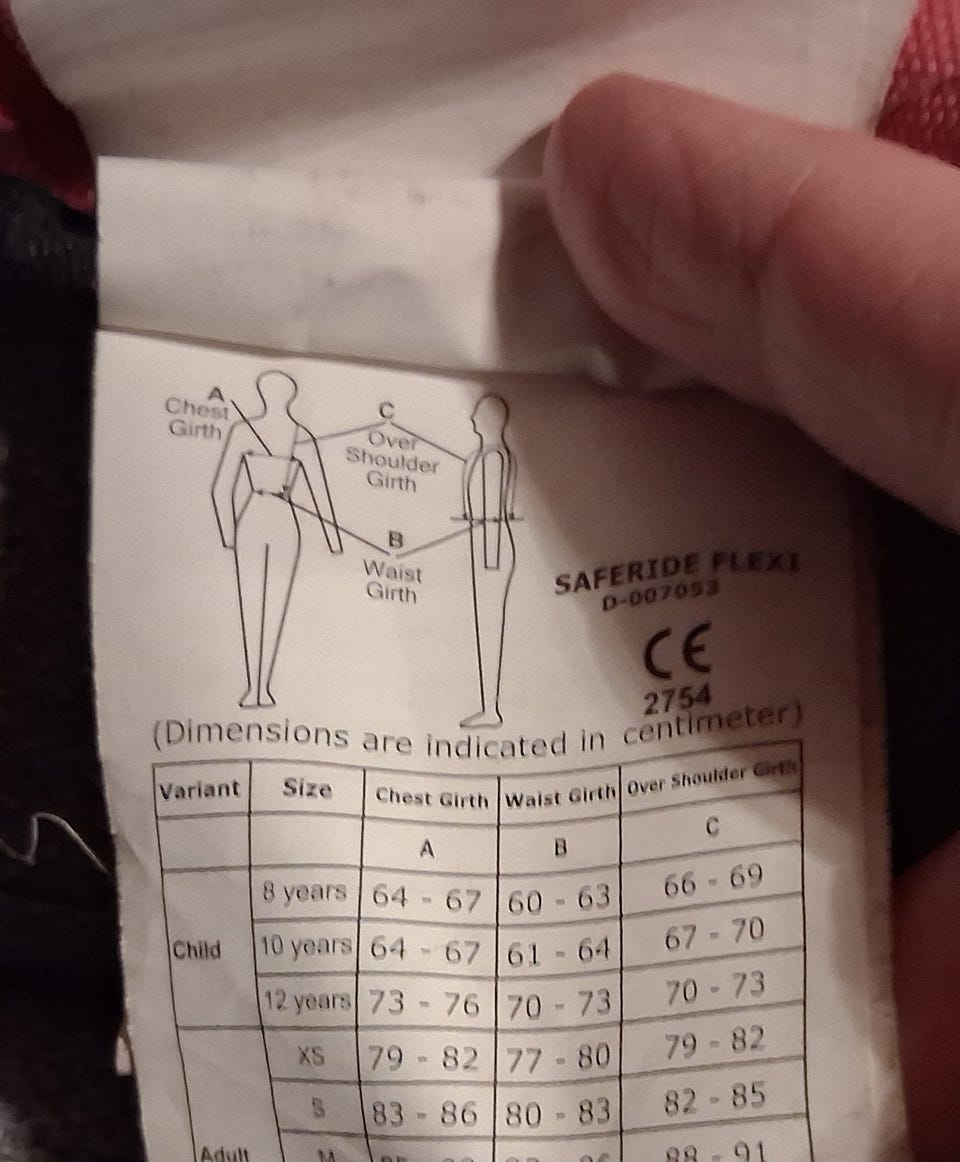 A
Chest
Girth
C
Over
Shoulder
Girth
B
Waist
Girth
SAFERIDE FLEXI
D-007053
CE
2754
(Dimensions are indicated in centimeter)
Variant Size Chest Girth Waist Girth Over Shoulder Girth
A B C
8 years 64 - 67 60 - 63 66 - 69
Child 10 years 64 - 67 61 - 64 67 - 70
12 years 73 - 76 70 - 73 70 - 73
XS 79 - 82 77 - 80 79 - 82
S 83 - 86 80 - 83 82 - 85
Adult M 88 - 91